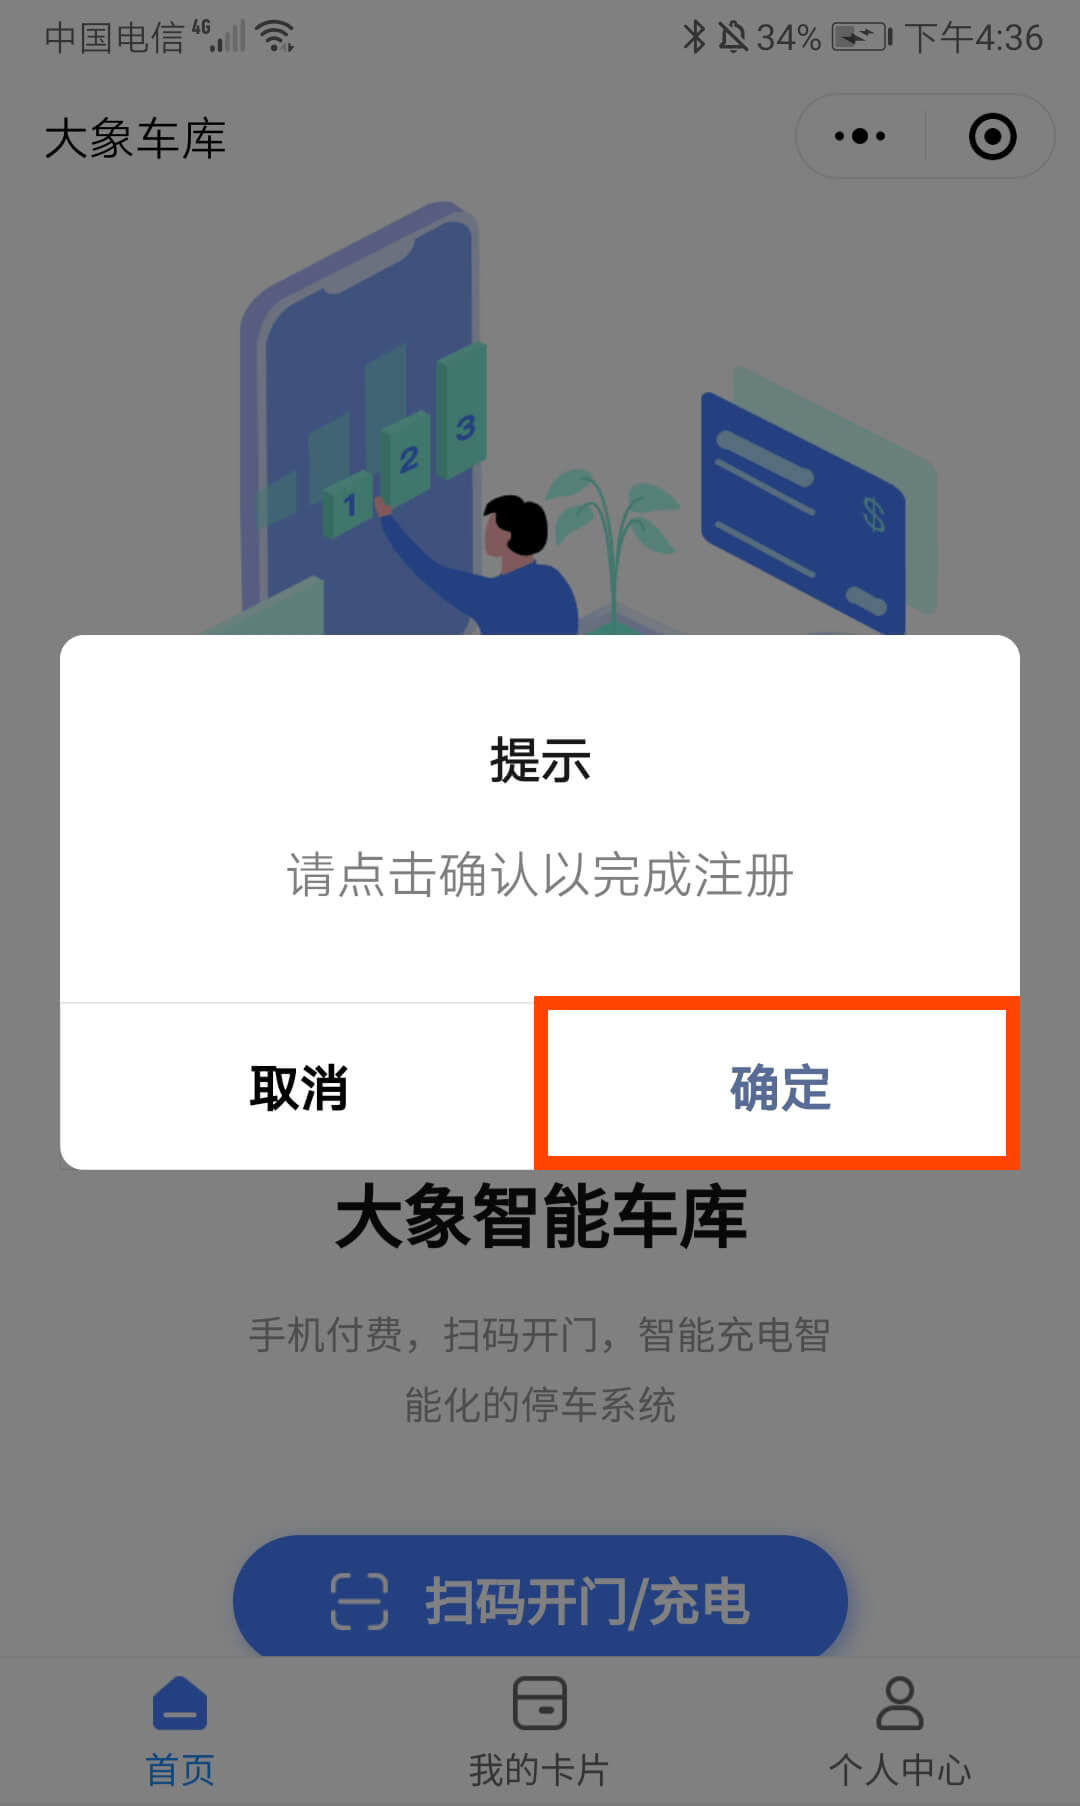 中国电信 4G 34% 下午4:36
大象车库
3
2
1
$
提示
请点击确认以完成注册
取消 确定
大象智能车库
手机付费，扫码开门，智能充电智
能化的停车系统
扫码开门/充电
首页 我的卡片 个人中心